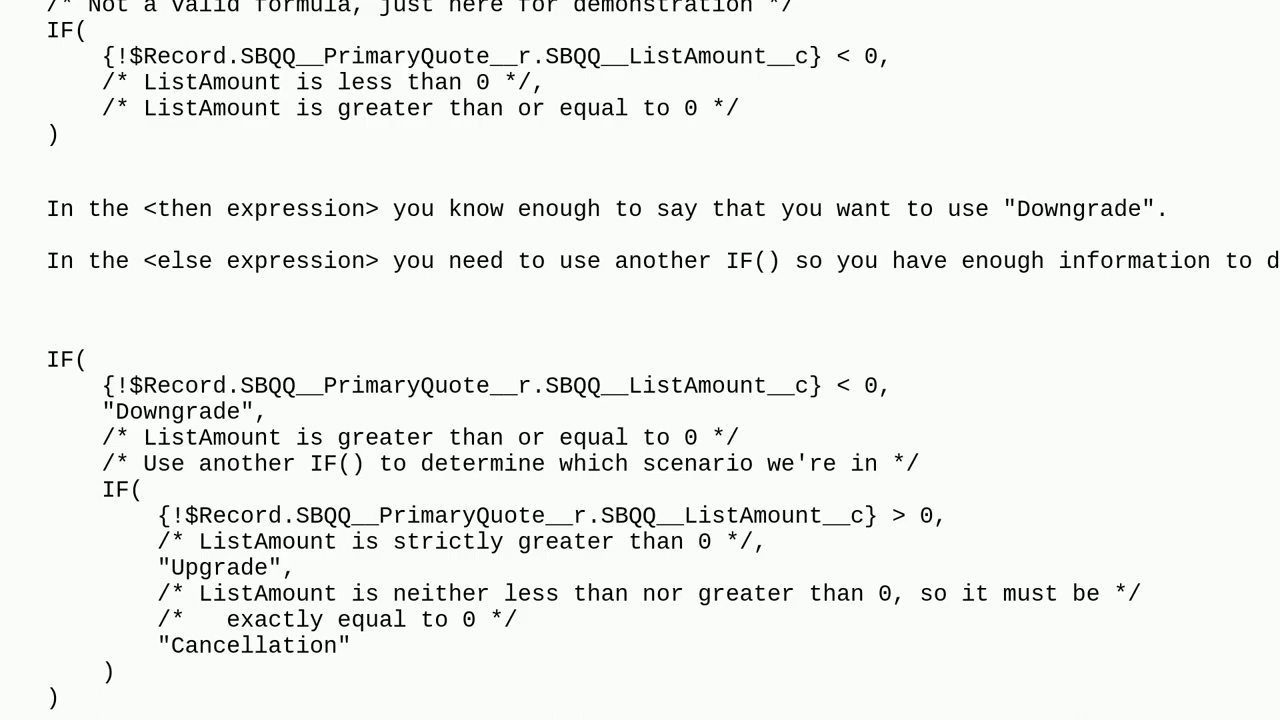 /* Not a valid formula, just here for demonstration */
IF(
    {!$Record.SBQQ__PrimaryQuote__r.SBQQ__ListAmount__c} < 0,
    /* ListAmount is less than 0 */,
    /* ListAmount is greater than or equal to 0 */
)
In the <then expression> you know enough to say that you want to use "Downgrade".
In the <else expression> you need to use another IF() so you have enough information to d
IF(
    {!$Record.SBQQ__PrimaryQuote__r.SBQQ__ListAmount__c} < 0,
    "Downgrade",
    /* ListAmount is greater than or equal to 0 */
    /* Use another IF() to determine which scenario we're in */
    IF(
        {!$Record.SBQQ__PrimaryQuote__r.SBQQ__ListAmount__c} > 0,
        /* ListAmount is strictly greater than 0 */,
        "Upgrade",
        /* ListAmount is neither less than nor greater than 0, so it must be */
        /*   exactly equal to 0 */
        "Cancellation"
    )
)